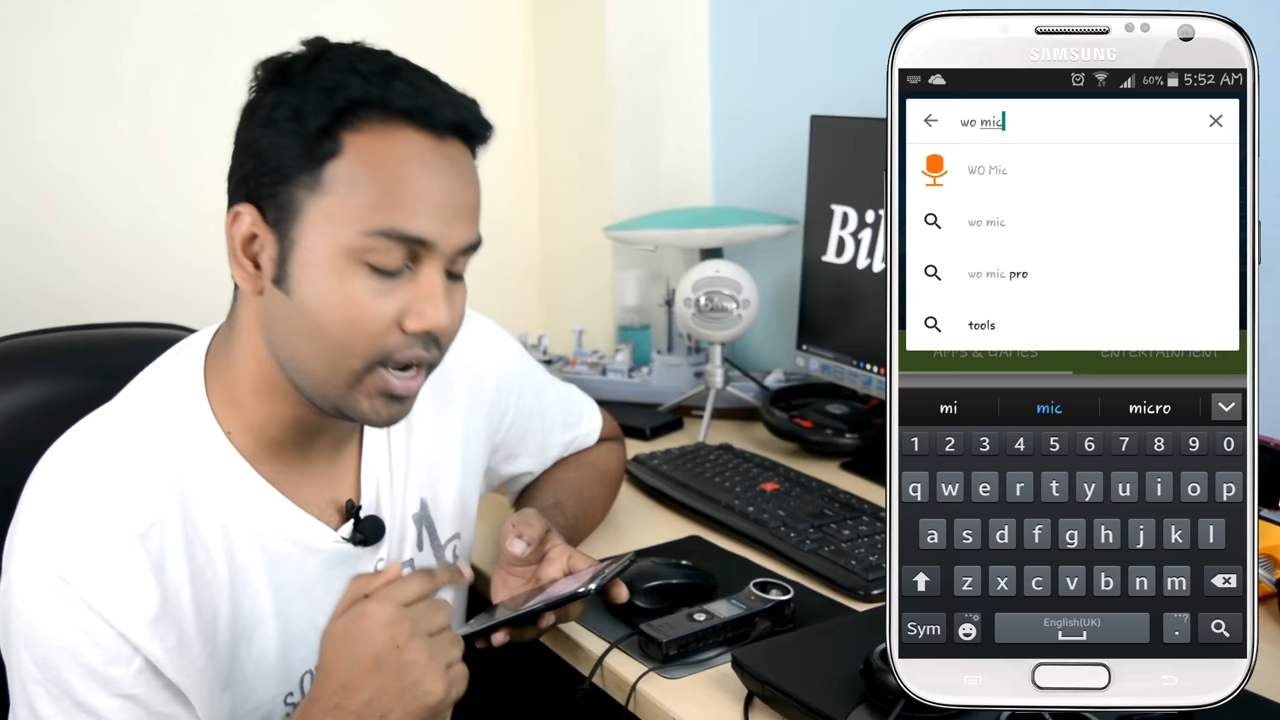 SAMSUNG
60% 5:52 AM
wo mic
WO Mic
wo mic
wo mic pro
tools
APPS & GAMES ENTERTAINMENT
mi mic micro
1 2 3 4 5 6 7 8 9 0
q w e r t y u i o p
a s d f g h j k l
z x c v b n m
Sym English(UK) .
Bil